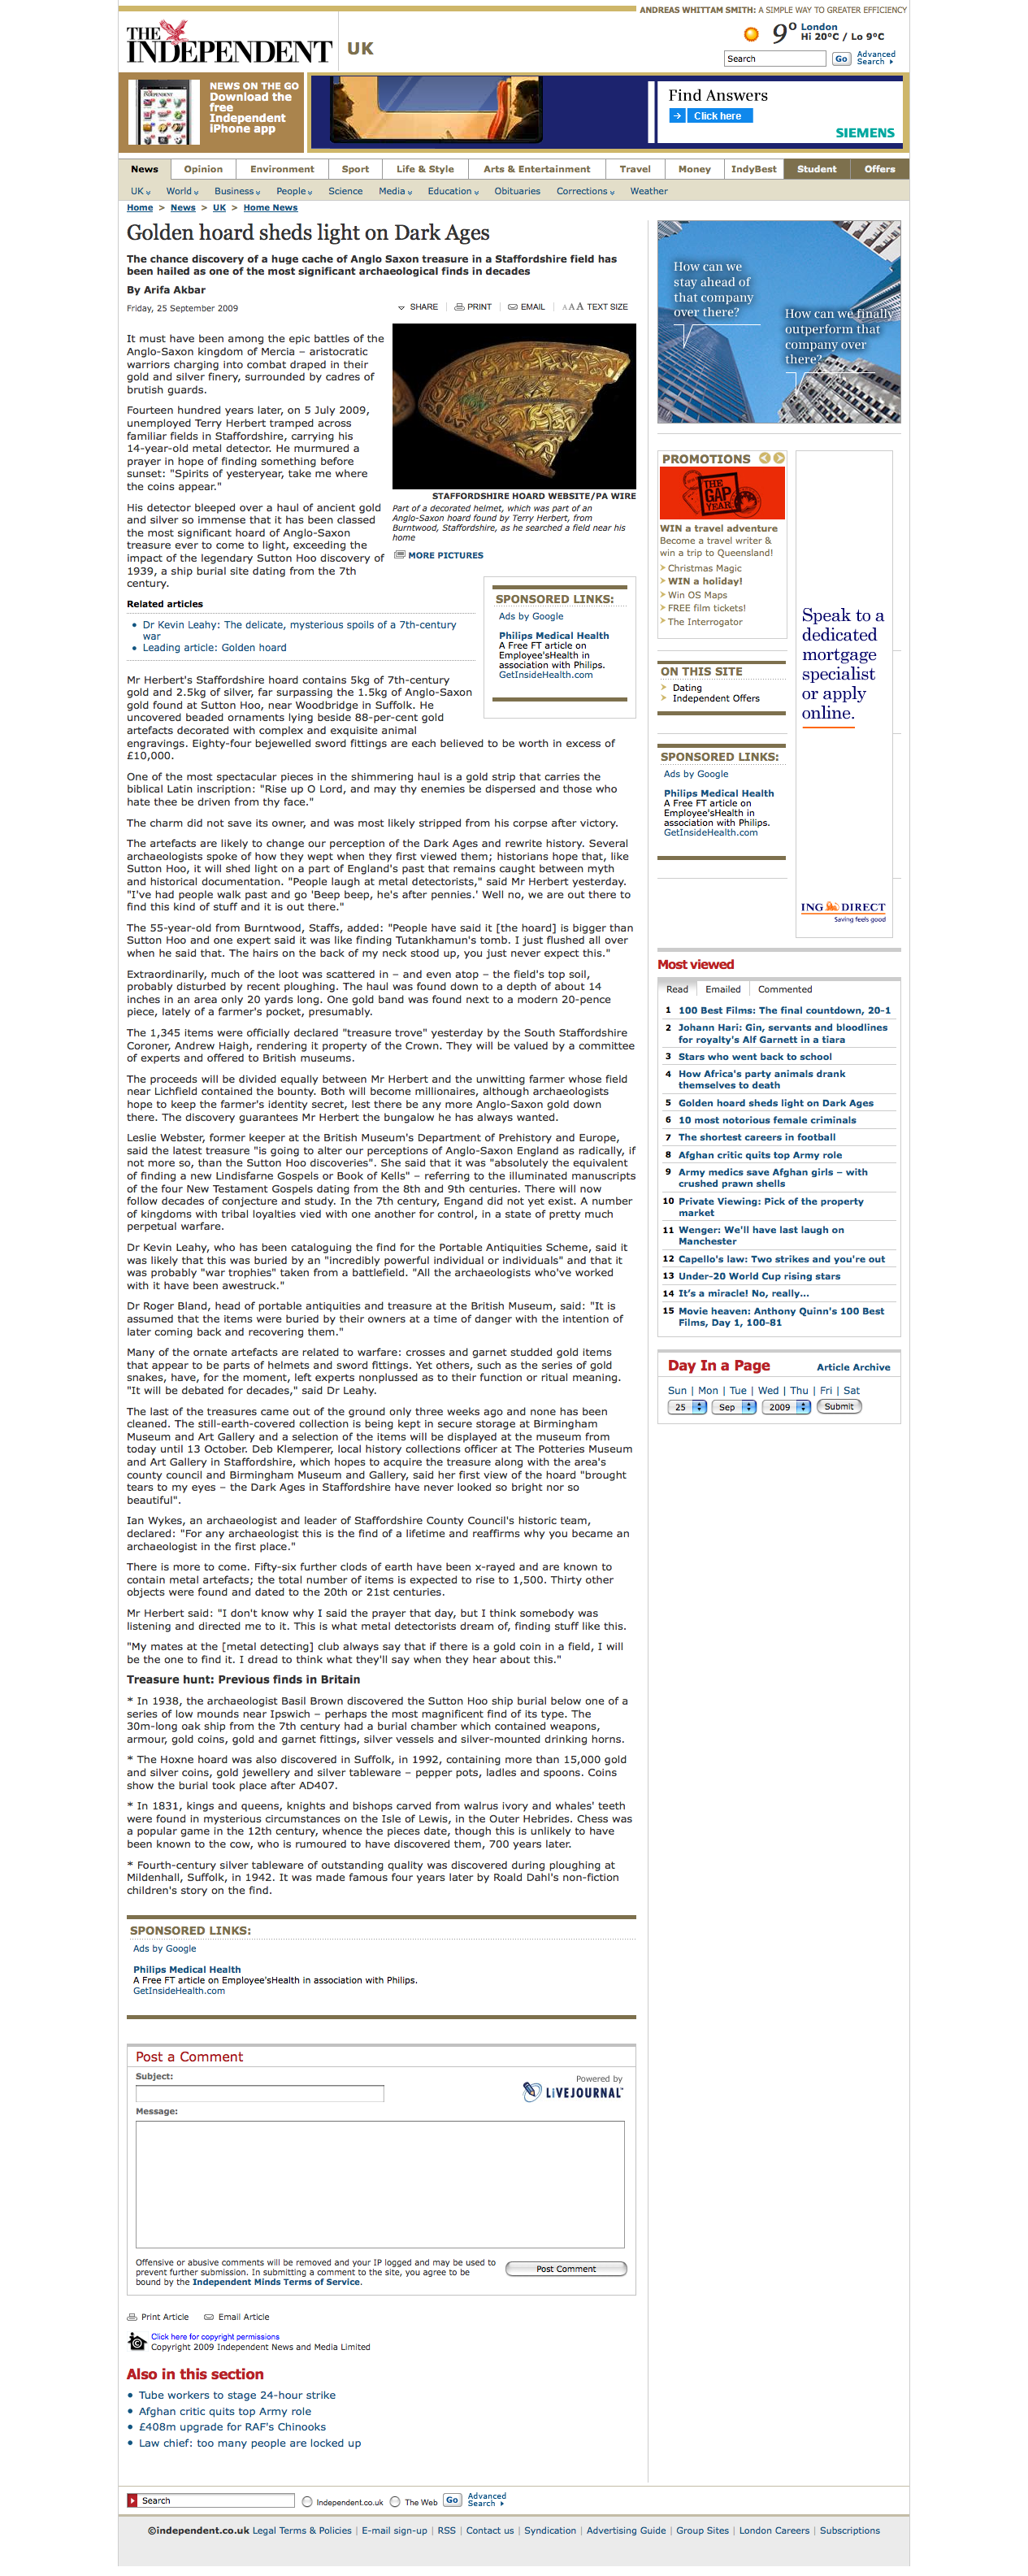 ANDREAS WHITTAM SMITH: A SIMPLE WAY TO GREATER EFFICIENCY
THE INDEPENDENT
UK
9° London
Hi 20°C / Lo 9°C
Search Go Advanced Search
NEWS ON THE GO
Download the
free
Independent
iPhone app
Find Answers
Click here
SIEMENS
News Opinion Environment Sport Life & Style Arts & Entertainment Travel Money IndyBest Student Offers
UK World Business People Science Media Education Obituaries Corrections Weather
Home > News > UK > Home News
Golden hoard sheds light on Dark Ages
The chance discovery of a huge cache of Anglo Saxon treasure in a Staffordshire field has
been hailed as one of the most significant archaeological finds in decades
By Arifa Akbar
Friday, 25 September 2009
SHARE PRINT EMAIL AAA TEXT SIZE
It must have been among the epic battles of the
Anglo-Saxon kingdom of Mercia – aristocratic
warriors charging into combat draped in their
gold and silver finery, surrounded by cadres of
brutish guards.
Fourteen hundred years later, on 5 July 2009,
unemployed Terry Herbert tramped across
familiar fields in Staffordshire, carrying his
14-year-old metal detector. He murmured a
prayer in hope of finding something before
sunset: "Spirits of yesteryear, take me where
the coins appear."
His detector bleeped over a haul of ancient gold
and silver so immense that it has been classed
the most significant hoard of Anglo-Saxon
treasure ever to come to light, exceeding the
impact of the legendary Sutton Hoo discovery of
1939, a ship burial site dating from the 7th
century.
STAFFORDSHIRE HOARD WEBSITE/PA WIRE
Part of a decorated helmet, which was part of an
Anglo-Saxon hoard found by Terry Herbert, from
Burntwood, Staffordshire, as he searched a field near his
home
MORE PICTURES
Related articles
Dr Kevin Leahy: The delicate, mysterious spoils of a 7th-century
war
Leading article: Golden hoard
SPONSORED LINKS:
Ads by Google
Philips Medical Health
A Free FT article on
Employee'sHealth in
association with Philips.
GetInsideHealth.com
Mr Herbert's Staffordshire hoard contains 5kg of 7th-century
gold and 2.5kg of silver, far surpassing the 1.5kg of Anglo-Saxon
gold found at Sutton Hoo, near Woodbridge in Suffolk. He
uncovered beaded ornaments lying beside 88-per-cent gold
artefacts decorated with complex and exquisite animal
engravings. Eighty-four bejewelled sword fittings are each believed to be worth in excess of
£10,000.
One of the most spectacular pieces in the shimmering haul is a gold strip that carries the
biblical Latin inscription: "Rise up O Lord, and may thy enemies be dispersed and those who
hate thee be driven from thy face."
The charm did not save its owner, and was most likely stripped from his corpse after victory.
The artefacts are likely to change our perception of the Dark Ages and rewrite history. Several
archaeologists spoke of how they wept when they first viewed them; historians hope that, like
Sutton Hoo, it will shed light on a part of England's past that remains caught between myth
and historical documentation. "People laugh at metal detectorists," said Mr Herbert yesterday.
"I've had people walk past and go 'Beep beep, he's after pennies.' Well no, we are out there to
find this kind of stuff and it is out there."
The 55-year-old from Burntwood, Staffs, added: "People have said it [the hoard] is bigger than
Sutton Hoo and one expert said it was like finding Tutankhamun's tomb. I just flushed all over
when he said that. The hairs on the back of my neck stood up, you just never expect this."
Extraordinarily, much of the loot was scattered in – and even atop – the field's top soil,
probably disturbed by recent ploughing. The haul was found down to a depth of about 14
inches in an area only 20 yards long. One gold band was found next to a modern 20-pence
piece, lately of a farmer's pocket, presumably.
The 1,345 items were officially declared "treasure trove" yesterday by the South Staffordshire
Coroner, Andrew Haigh, rendering it property of the Crown. They will be valued by a committee
of experts and offered to British museums.
The proceeds will be divided equally between Mr Herbert and the unwitting farmer whose field
near Lichfield contained the bounty. Both will become millionaires, although archaeologists
hope to keep the farmer's identity secret, lest there be any more Anglo-Saxon gold down
there. The discovery guarantees Mr Herbert the bungalow he has always wanted.
Leslie Webster, former keeper at the British Museum's Department of Prehistory and Europe,
said the latest treasure "is going to alter our perceptions of Anglo-Saxon England as radically, if
not more so, than the Sutton Hoo discoveries". She said that it was "absolutely the equivalent
of finding a new Lindisfarne Gospels or Book of Kells" – referring to the illuminated manuscripts
of the four New Testament Gospels dating from the 8th and 9th centuries. There will now
follow decades of conjecture and study. In the 7th century, Engand did not yet exist. A number
of kingdoms with tribal loyalties vied with one another for control, in a state of pretty much
perpetual warfare.
Dr Kevin Leahy, who has been cataloguing the find for the Portable Antiquities Scheme, said it
was likely that this was buried by an "incredibly powerful individual or individuals" and that it
was probably "war trophies" taken from a battlefield. "All the archaeologists who've worked
with it have been awestruck."
Dr Roger Bland, head of portable antiquities and treasure at the British Museum, said: "It is
assumed that the items were buried by their owners at a time of danger with the intention of
later coming back and recovering them."
Many of the ornate artefacts are related to warfare: crosses and garnet studded gold items
that appear to be parts of helmets and sword fittings. Yet others, such as the series of gold
snakes, have, for the moment, left experts nonplussed as to their function or ritual meaning.
"It will be debated for decades," said Dr Leahy.
The last of the treasures came out of the ground only three weeks ago and none has been
cleaned. The still-earth-covered collection is being kept in secure storage at Birmingham
Museum and Art Gallery and a selection of the items will be displayed at the museum from
today until 13 October. Deb Klemperer, local history collections officer at The Potteries Museum
and Art Gallery in Staffordshire, which hopes to acquire the treasure along with the area's
county council and Birmingham Museum and Gallery, said her first view of the hoard "brought
tears to my eyes – the Dark Ages in Staffordshire have never looked so bright nor so
beautiful".
Ian Wykes, an archaeologist and leader of Staffordshire County Council's historic team,
declared: "For any archaeologist this is the find of a lifetime and reaffirms why you became an
archaeologist in the first place."
There is more to come. Fifty-six further clods of earth have been x-rayed and are known to
contain metal artefacts; the total number of items is expected to rise to 1,500. Thirty other
objects were found and dated to the 20th or 21st centuries.
Mr Herbert said: "I don't know why I said the prayer that day, but I think somebody was
listening and directed me to it. This is what metal detectorists dream of, finding stuff like this.
"My mates at the [metal detecting] club always say that if there is a gold coin in a field, I will
be the one to find it. I dread to think what they'll say when they hear about this."
Treasure hunt: Previous finds in Britain
* In 1938, the archaeologist Basil Brown discovered the Sutton Hoo ship burial below one of a
series of low mounds near Ipswich – perhaps the most magnificent find of its type. The
30m-long oak ship from the 7th century had a burial chamber which contained weapons,
armour, gold coins, gold and garnet fittings, silver vessels and silver-mounted drinking horns.
* The Hoxne hoard was also discovered in Suffolk, in 1992, containing more than 15,000 gold
and silver coins, gold jewellery and silver tableware – pepper pots, ladles and spoons. Coins
show the burial took place after AD407.
* In 1831, kings and queens, knights and bishops carved from walrus ivory and whales' teeth
were found in mysterious circumstances on the Isle of Lewis, in the Outer Hebrides. Chess was
a popular game in the 12th century, whence the pieces date, though this is unlikely to have
been known to the cow, who is rumoured to have discovered them, 700 years later.
* Fourth-century silver tableware of outstanding quality was discovered during ploughing at
Mildenhall, Suffolk, in 1942. It was made famous four years later by Roald Dahl's non-fiction
children's story on the find.
SPONSORED LINKS:
Ads by Google
Philips Medical Health
A Free FT article on Employee'sHealth in association with Philips.
GetInsideHealth.com
Post a Comment
Subject:
Powered by
LIVEJOURNAL
Message:
Offensive or abusive comments will be removed and your IP logged and may be used to
prevent further submission. In submitting a comment to the site, you agree to be
bound by the Independent Minds Terms of Service.
Post Comment
Print Article Email Article
Click here for copyright permissions
Copyright 2009 Independent News and Media Limited
Also in this section
Tube workers to stage 24-hour strike
Afghan critic quits top Army role
£408m upgrade for RAF's Chinooks
Law chief: too many people are locked up
How can we
stay ahead of
that company
over there?
How can we finally
outperform that
company over
there?
PROMOTIONS
THE GAP YEAR
WIN a travel adventure
Become a travel writer &
win a trip to Queensland!
Christmas Magic
WIN a holiday!
Win OS Maps
FREE film tickets!
The Interrogator
ON THIS SITE
Dating
Independent Offers
SPONSORED LINKS:
Ads by Google
Philips Medical Health
A Free FT article on
Employee'sHealth in
association with Philips.
GetInsideHealth.com
Speak to a
dedicated
mortgage
specialist
or apply
online.
ING DIRECT
Saving feels good
Most viewed
Read Emailed Commented
1 100 Best Films: The final countdown, 20-1
2 Johann Hari: Gin, servants and bloodlines
for royalty's Alf Garnett in a tiara
3 Stars who went back to school
4 How Africa's party animals drank
themselves to death
5 Golden hoard sheds light on Dark Ages
6 10 most notorious female criminals
7 The shortest careers in football
8 Afghan critic quits top Army role
9 Army medics save Afghan girls – with
crushed prawn shells
10 Private Viewing: Pick of the property
market
11 Wenger: We'll have last laugh on
Manchester
12 Capello's law: Two strikes and you're out
13 Under-20 World Cup rising stars
14 It's a miracle! No, really...
15 Movie heaven: Anthony Quinn's 100 Best
Films, Day 1, 100-81
Day In a Page Article Archive
Sun | Mon | Tue | Wed | Thu | Fri | Sat
25 Sep 2009 Submit
Search Independent.co.uk The Web Go Advanced Search
©independent.co.uk Legal Terms & Policies | E-mail sign-up | RSS | Contact us | Syndication | Advertising Guide | Group Sites | London Careers | Subscriptions